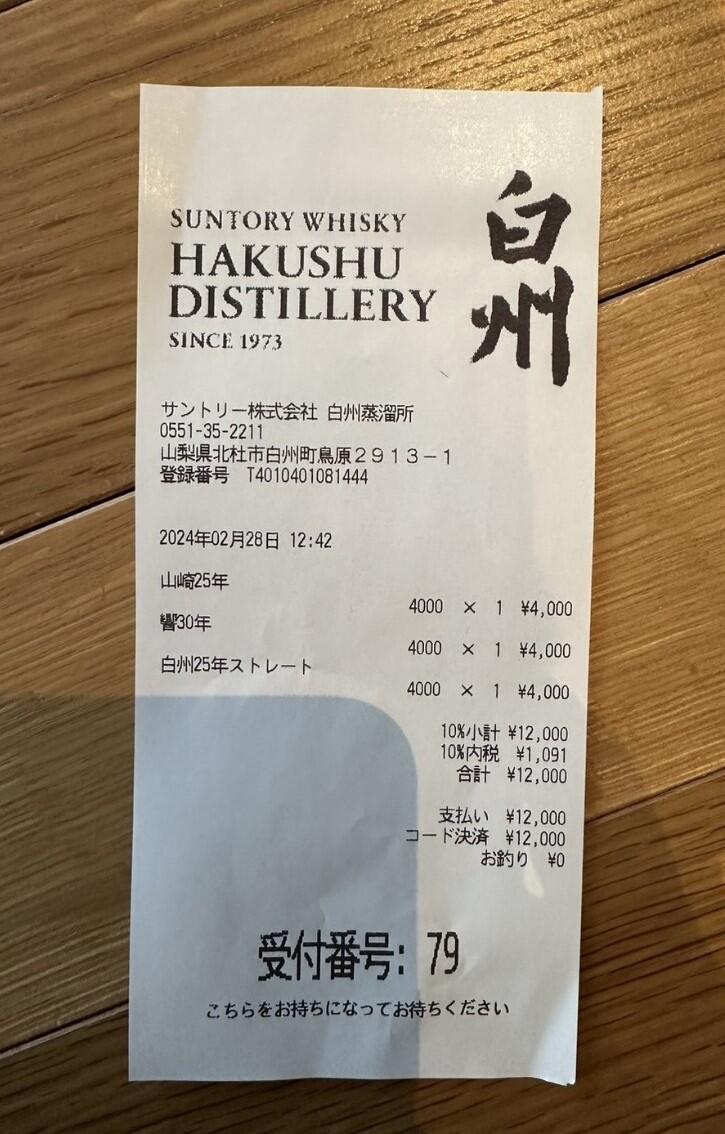 SUNTORY WHISKY
HAKUSHU
DISTILLERY
SINCE 1973
白州
サントリー株式会社 白州蒸溜所
0551-35-2211
山梨県北杜市白州町鳥原2913-1
登録番号 T4010401081444
2024年02月28日 12:42
山崎25年
4000 × 1 ¥4,000
響30年
4000 × 1 ¥4,000
白州25年ストレート
4000 × 1 ¥4,000
10%小計 ¥12,000
10%内税 ¥1,091
合計 ¥12,000
支払い ¥12,000
コード決済 ¥12,000
お釣り ¥0
受付番号: 79
こちらをお持ちになってお待ちください